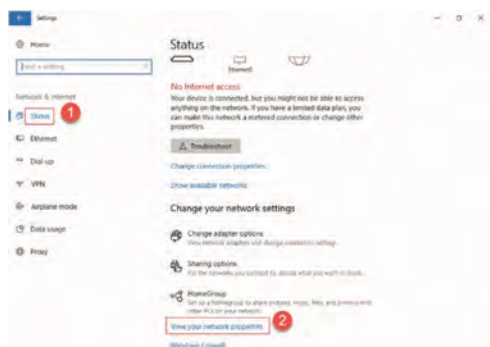 Settings
Home
Find a setting
Network & Internet
Status
1
Ethernet
Dial-up
VPN
Airplane mode
Data usage
Proxy
Status
(Ethernet)
No Internet access
Your device is connected, but you might not be able to access
anything on the network. If you have a limited data plan, you
can make this network a metered connection or change other
properties.
Troubleshoot
Change connection properties
Show available networks
Change your network settings
Change adapter options
View network adapters and change connection settings.
Sharing options
For the networks you connect to, decide what you want to share.
HomeGroup
Set up a homegroup to share pictures, music, files, and printers with
other PCs on your network.
View your network properties
2
Windows Firewall